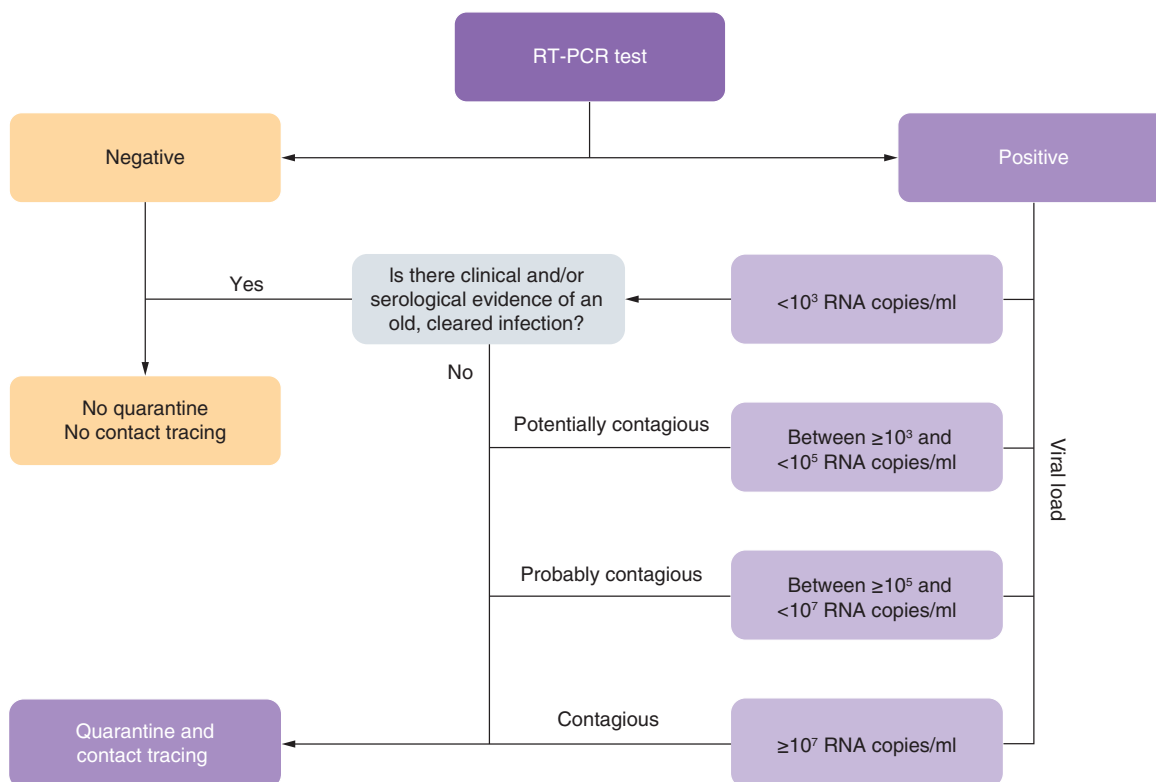 RT-PCR test
Negative
Positive
Yes
Is there clinical and/or
serological evidence of an
old, cleared infection?
<10³ RNA copies/ml
No
No quarantine
No contact tracing
Potentially contagious
Between ≥10³ and
<10⁵ RNA copies/ml
Viral load
Probably contagious
Between ≥10⁵ and
<10⁷ RNA copies/ml
Quarantine and
contact tracing
Contagious
≥10⁷ RNA copies/ml